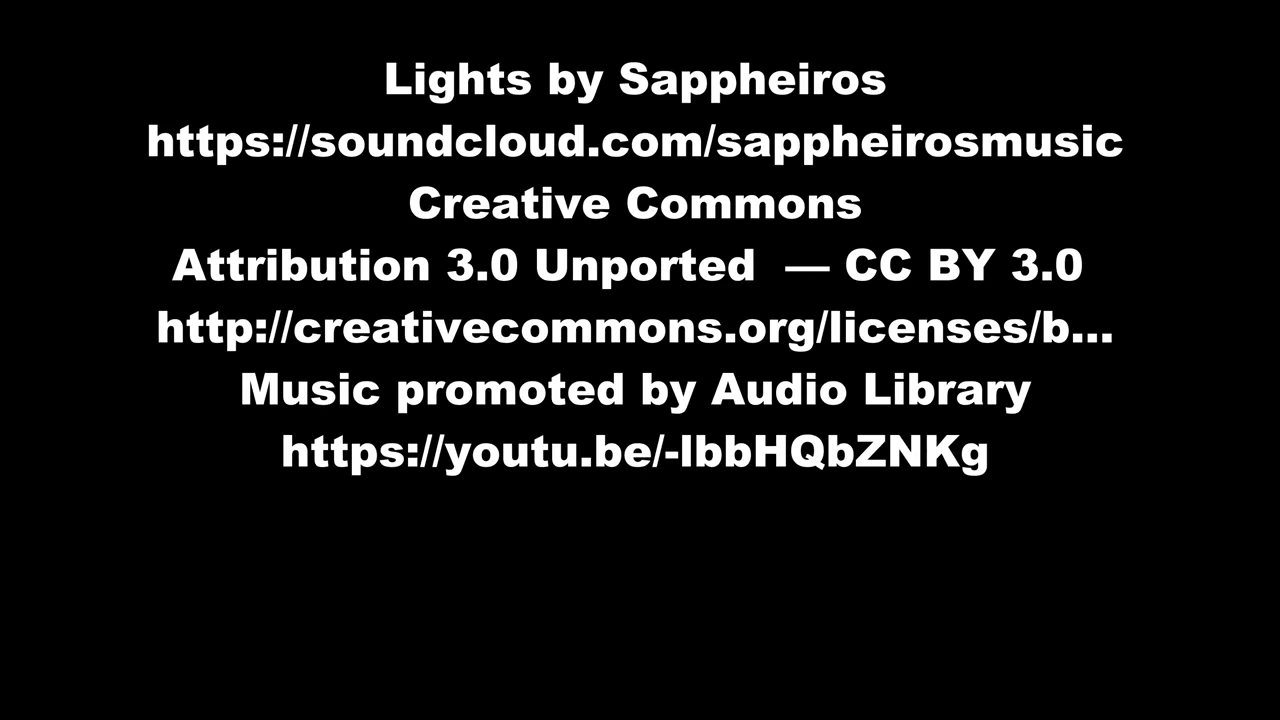 Lights by Sappheiros
https://soundcloud.com/sappheirosmusic
Creative Commons
Attribution 3.0 Unported — CC BY 3.0
http://creativecommons.org/licenses/b...
Music promoted by Audio Library
https://youtu.be/-lbbHQbZNKg